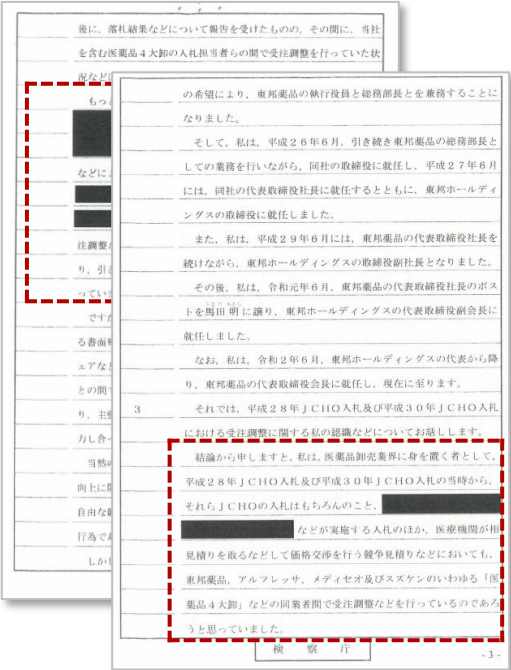 後に，落札結果などについて報告を受けたものの，その間に，当社
を含む医薬品4大卸の入札担当者らの間で受注調整を行っていた状
況など
もっ
などに
注調整
り，引
ってい
ですが
る書面
ェアな
との間
り，主
力し合
当然の
向上に
自由な
行為で
しか
の希望により，東邦薬品の執行役員と総務部長とを兼務することに
なりました。
そして，私は，平成26年6月，引き続き東邦薬品の総務部長と
しての業務を行いながら，同社の取締役に就任し，平成27年6月
には，同社の代表取締役社長に就任するとともに，東邦ホールディ
ングスの取締役に就任しました。
また，私は，平成29年6月には，東邦薬品の代表取締役社長を
続けながら，東邦ホールディングスの取締役副社長となりました。
その後，私は，令和元年6月，東邦薬品の代表取締役社長のポス
トを馬田明に譲り，東邦ホールディングスの代表取締役副会長に
就任しました。
なお，私は，令和2年6月，東邦ホールディングスの代表から降
り，東邦薬品の代表取締役会長に就任し，現在に至ります。
3 それでは，平成28年JCHO入札及び平成30年JCHO入札
における受注調整に関する私の認識などについてお話しします。
結論から申しますと，私は，医薬品卸売業界に身を置く者として，
平成28年JCHO入札及び平成30年JCHO入札の当時から，
それらJCHOの入札はもちろんのこと，
などが実施する入札のほか，医療機関が相
見積りを取るなどして価格交渉を行う競争見積りなどにおいても，
東邦薬品，アルフレッサ，メディセオ及びスズケンのいわゆる「医
薬品4大卸」などの同業者間で受注調整などを行っているのであろ
うと思っていました。
検察庁
- 3 -